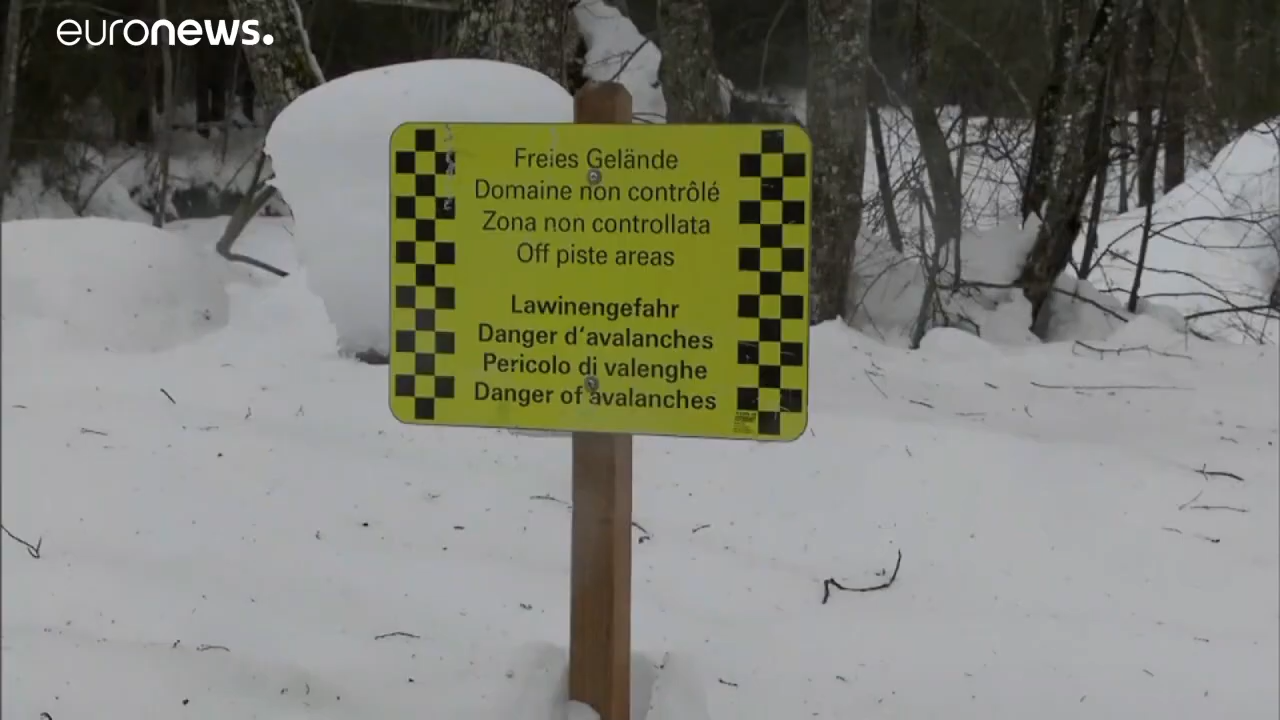 euronews.
Freies Gelände
Domaine non contrôlé
Zona non controllata
Off piste areas
Lawinengefahr
Danger d'avalanches
Pericolo di valenghe
Danger of avalanches